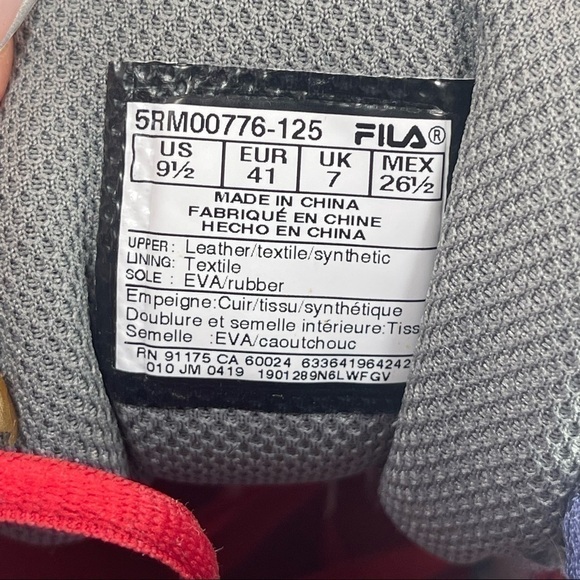 5RM00776-125 FILA®
US EUR UK MEX
9½ 41 7 26½
MADE IN CHINA
FABRIQUÉ EN CHINE
HECHO EN CHINA
UPPER: Leather/textile/synthetic
LINING: Textile
SOLE: EVA/rubber
Empeigne:Cuir/tissu/synthétique
Doublure et semelle intérieure:Tiss
Semelle :EVA/caoutchouc
RN 91175 CA 60024 633641964242
010 JM 0419 1901289N6LWFGV